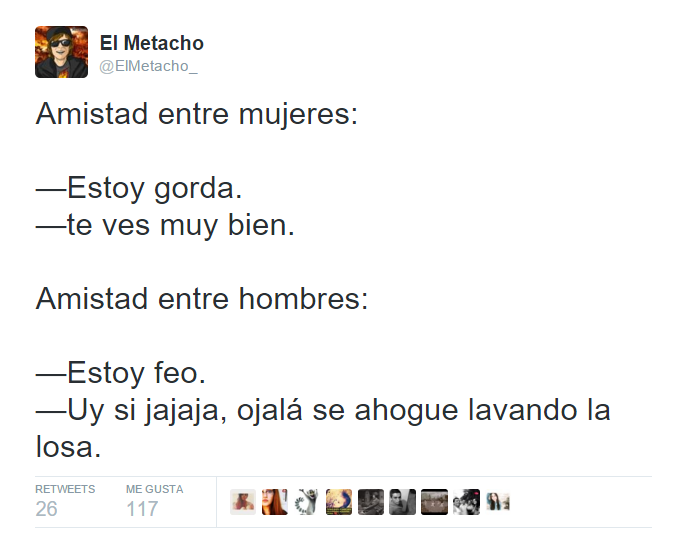 El Metacho
@ElMetacho_
Amistad entre mujeres:
—Estoy gorda.
—te ves muy bien.
Amistad entre hombres:
—Estoy feo.
—Uy si jajaja, ojalá se ahogue lavando la
losa.
RETWEETS ME GUSTA
26 117